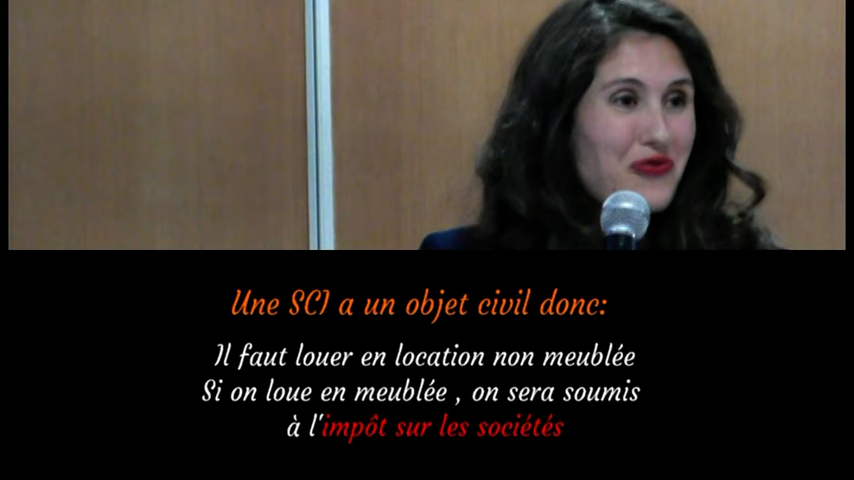 Une SCI a un objet civil donc:
Il faut louer en location non meublée
Si on loue en meublée , on sera soumis
à l'impôt sur les sociétés